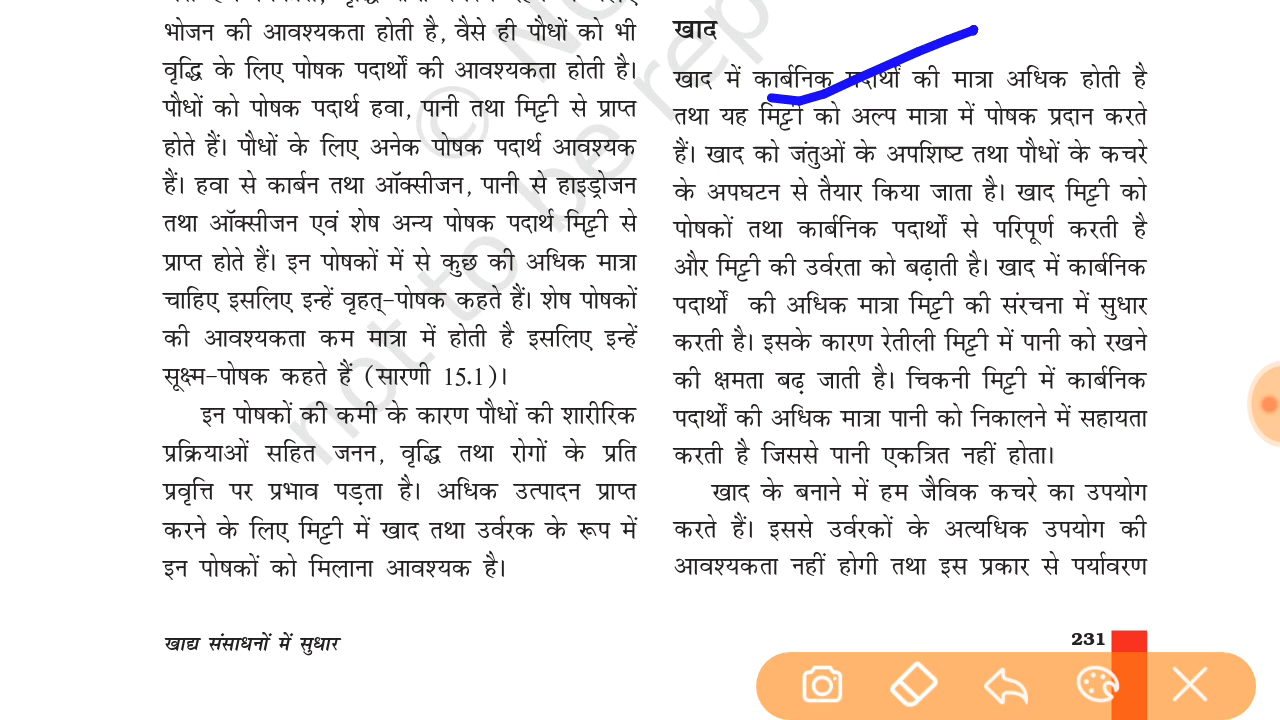 भोजन की आवश्यकता होती है, वैसे ही पौधों को भी
वृद्धि के लिए पोषक पदार्थों की आवश्यकता होती है।
पौधों को पोषक पदार्थ हवा, पानी तथा मिट्टी से प्राप्त
होते हैं। पौधों के लिए अनेक पोषक पदार्थ आवश्यक
हैं। हवा से कार्बन तथा ऑक्सीजन, पानी से हाइड्रोजन
तथा ऑक्सीजन एवं शेष अन्य पोषक पदार्थ मिट्टी से
प्राप्त होते हैं। इन पोषकों में से कुछ की अधिक मात्रा
चाहिए इसलिए इन्हें वृहत्-पोषक कहते हैं। शेष पोषकों
की आवश्यकता कम मात्रा में होती है इसलिए इन्हें
सूक्ष्म-पोषक कहते हैं (सारणी 15.1)।
इन पोषकों की कमी के कारण पौधों की शारीरिक
प्रक्रियाओं सहित जनन, वृद्धि तथा रोगों के प्रति
प्रवृत्ति पर प्रभाव पड़ता है। अधिक उत्पादन प्राप्त
करने के लिए मिट्टी में खाद तथा उर्वरक के रूप में
इन पोषकों को मिलाना आवश्यक है।
खाद
खाद में कार्बनिक पदार्थों की मात्रा अधिक होती है
तथा यह मिट्टी को अल्प मात्रा में पोषक प्रदान करते
हैं। खाद को जंतुओं के अपशिष्ट तथा पौधों के कचरे
के अपघटन से तैयार किया जाता है। खाद मिट्टी को
पोषकों तथा कार्बनिक पदार्थों से परिपूर्ण करती है
और मिट्टी की उर्वरता को बढ़ाती है। खाद में कार्बनिक
पदार्थों की अधिक मात्रा मिट्टी की संरचना में सुधार
करती है। इसके कारण रेतीली मिट्टी में पानी को रखने
की क्षमता बढ़ जाती है। चिकनी मिट्टी में कार्बनिक
पदार्थों की अधिक मात्रा पानी को निकालने में सहायता
करती है जिससे पानी एकत्रित नहीं होता।
खाद के बनाने में हम जैविक कचरे का उपयोग
करते हैं। इससे उर्वरकों के अत्यधिक उपयोग की
आवश्यकता नहीं होगी तथा इस प्रकार से पर्यावरण
खाद्य संसाधनों में सुधार
231
© No
not to be rep